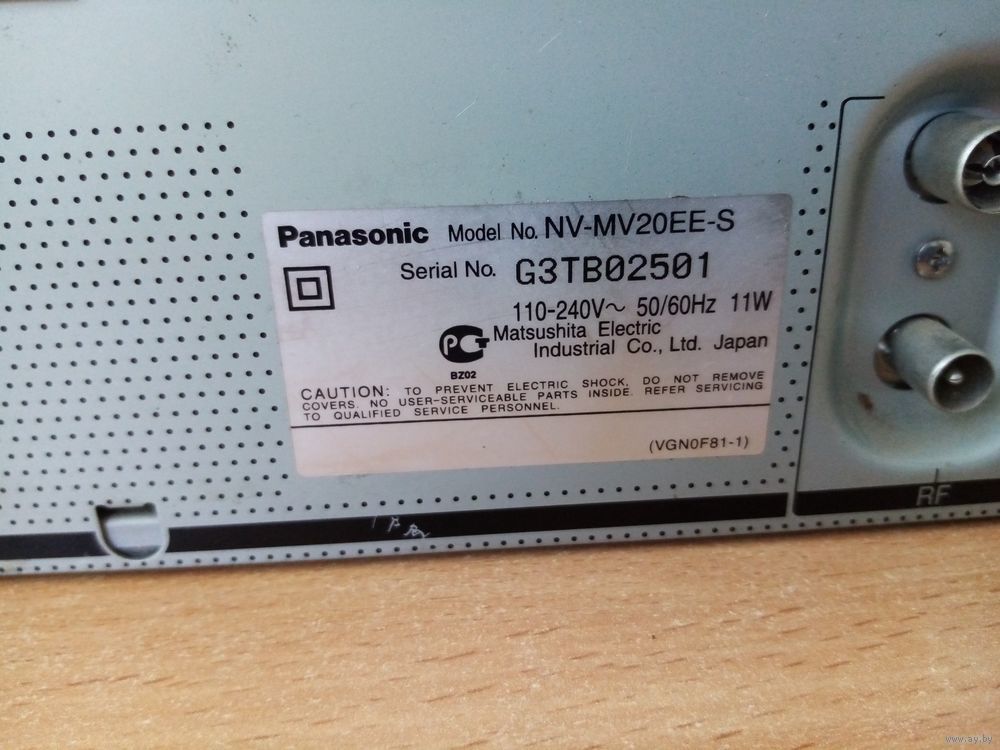 Panasonic Model No. NV-MV20EE-S
Serial No. G3TB02501
110-240V~ 50/60Hz 11W
Matsushita Electric
Industrial Co., Ltd. Japan
BZ02
CAUTION: TO PREVENT ELECTRIC SHOCK, DO NOT REMOVE
COVERS. NO USER-SERVICEABLE PARTS INSIDE. REFER SERVICING
TO QUALIFIED SERVICE PERSONNEL.
(VGN0F81-1)
RF
www.ay.by